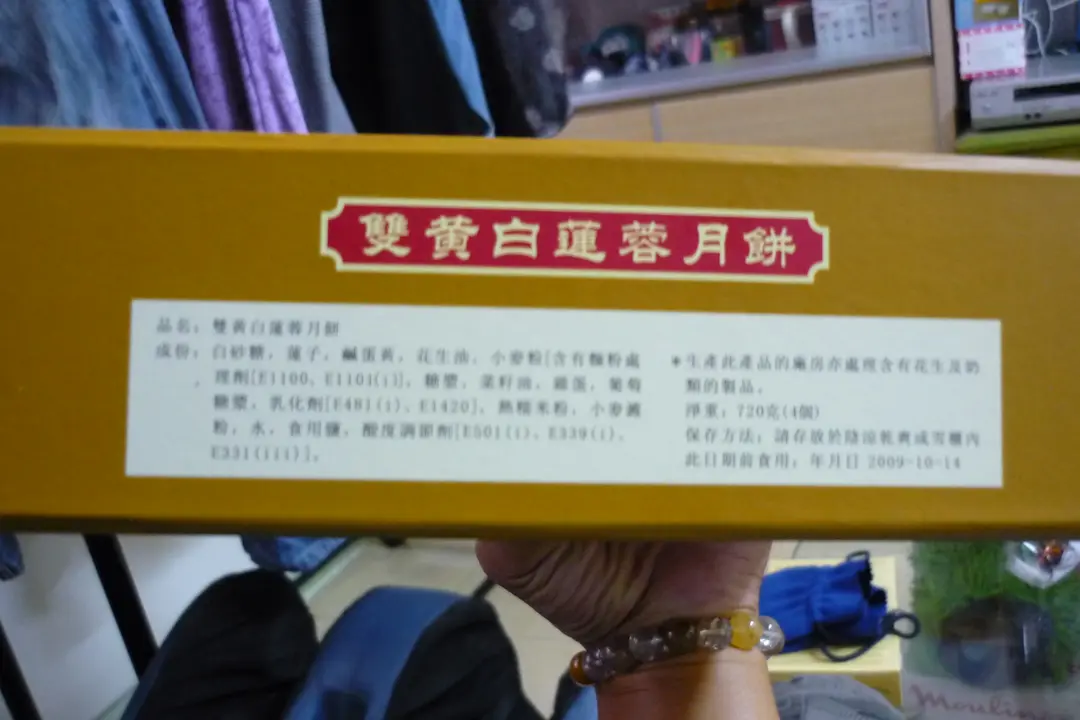 雙黃白蓮蓉月餅
品名：雙黃白蓮蓉月餅
成份：白砂糖、蓮子、鹹蛋黃、花生油、小麥粉[含有麵粉處
理劑[E1100、E1101(i)]、糖漿、菜籽油、雞蛋、葡萄
糖漿、乳化劑[E481(i)、E1420]、熟糯米粉、小麥澱
粉、水、食用鹽、酸度調節劑[E501(i)、E339(i)、
E331(iii)]。
*生產此產品的廠房亦處理含有花生及奶
類的製品。
淨重：720克(4個)
保存方法：請存放於陰涼乾爽或雪櫃內
此日期前食用：年月日 2009-10-14
Moulin